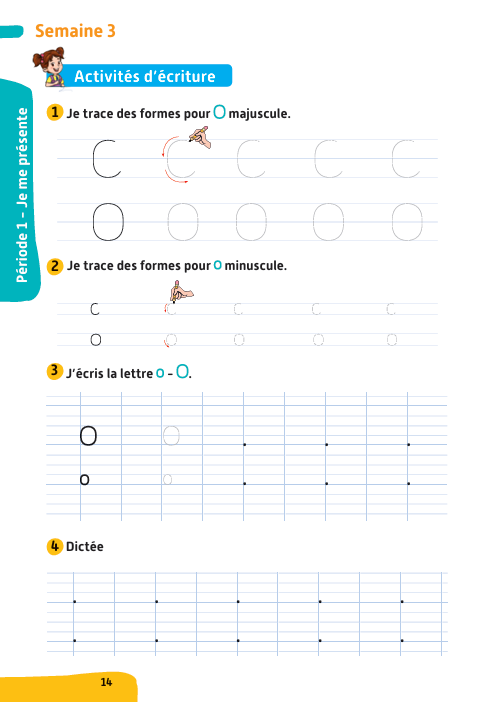 Semaine 3
Activités d'écriture
Période 1 - Je me présente
1 Je trace des formes pour O majuscule.
C C C C C
O O O O O
2 Je trace des formes pour o minuscule.
c c c c c
o o o o o
3 J'écris la lettre o - O.
O O
o o
4 Dictée
14